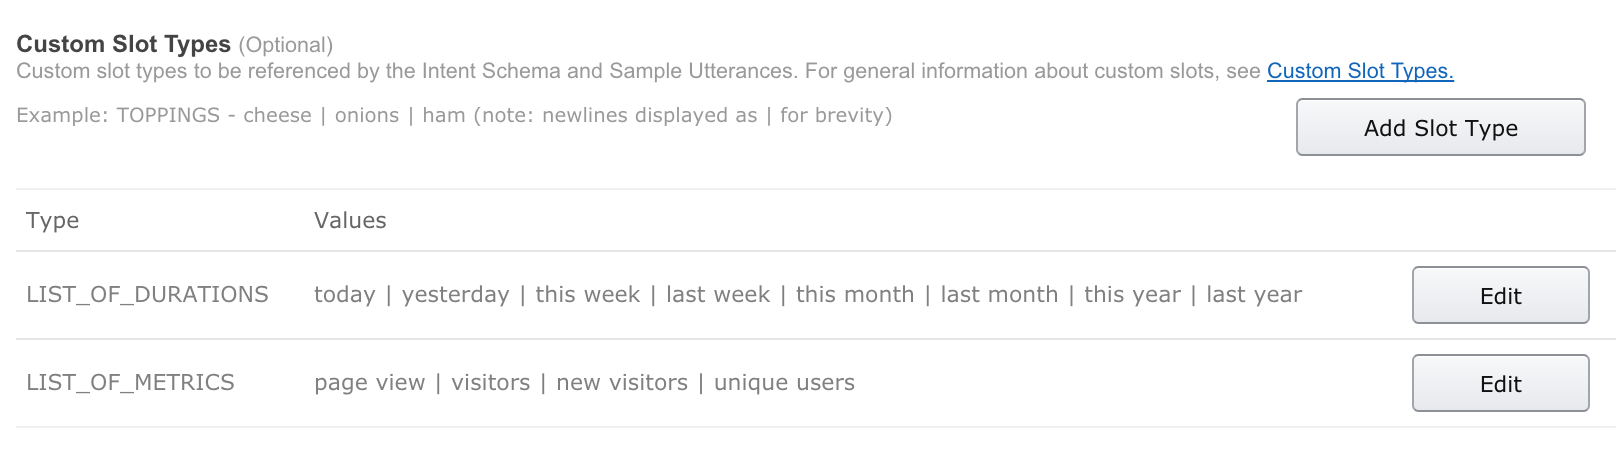 Custom Slot Types (Optional)
Custom slot types to be referenced by the Intent Schema and Sample Utterances. For general information about custom slots, see Custom Slot Types.
Example: TOPPINGS - cheese | onions | ham (note: newlines displayed as | for brevity)
Add Slot Type
Type Values
LIST_OF_DURATIONS today | yesterday | this week | last week | this month | last month | this year | last year Edit
LIST_OF_METRICS page view | visitors | new visitors | unique users Edit